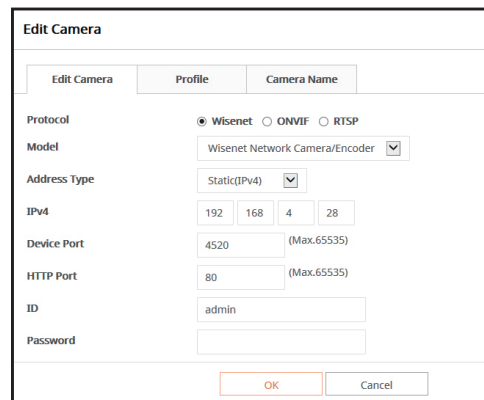 Edit Camera
Edit Camera Profile Camera Name
Protocol Wisenet ONVIF RTSP
Model Wisenet Network Camera/Encoder
Address Type Static(IPv4)
IPv4 192 168 4 28
Device Port 4520 (Max.65535)
HTTP Port 80 (Max.65535)
ID admin
Password
OK Cancel